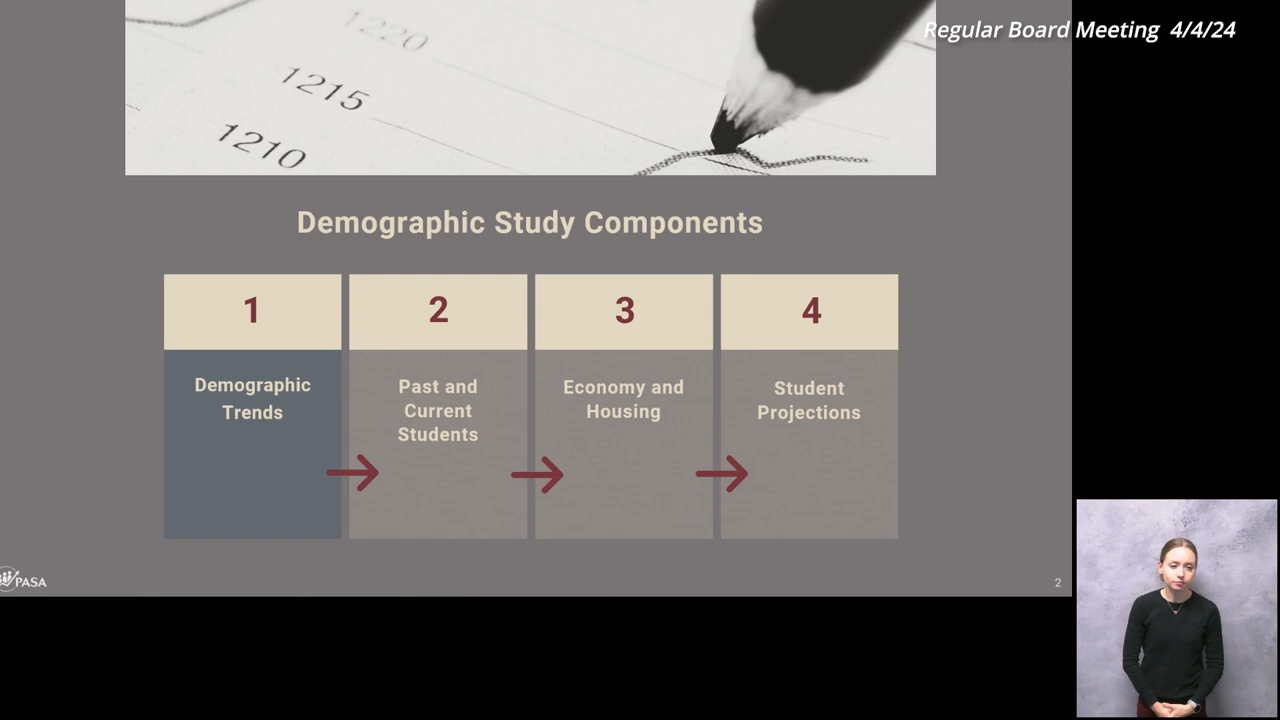 Regular Board Meeting 4/4/24
1220
1215
1210
Demographic Study Components
1
2
3
4
Demographic
Trends
Past and
Current
Students
Economy and
Housing
Student
Projections
PASA
2